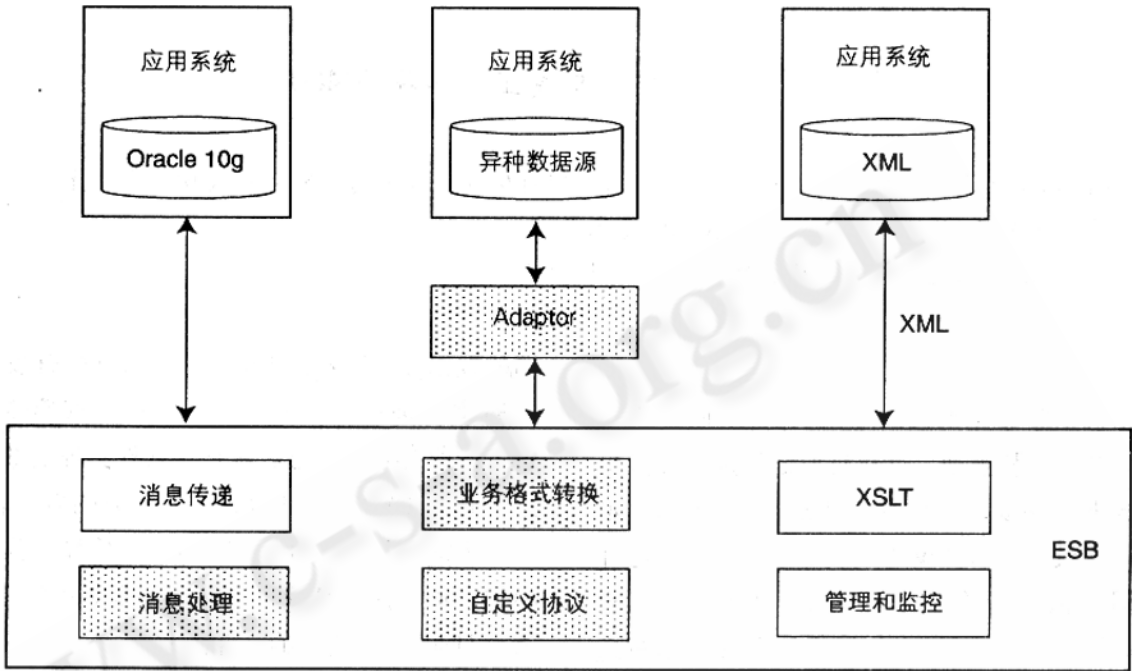 应用系统
应用系统
应用系统
Oracle 10g
异种数据源
XML
Adaptor
XML
消息传递
业务格式转换
XSLT
ESB
消息处理
自定义协议
管理和监控
www.c-s-a.org.cn